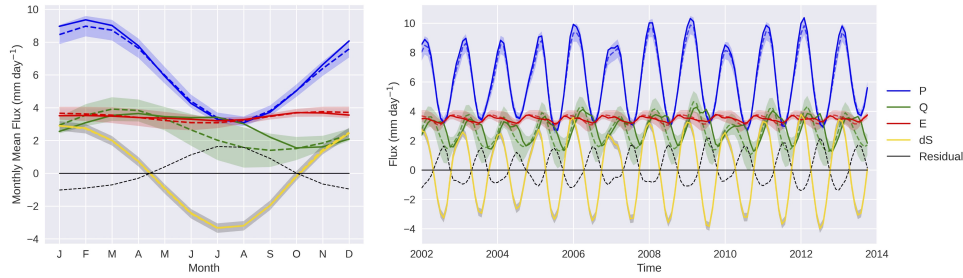 Monthly Mean Flux (mm day⁻¹)
10
8
6
4
2
0
−2
−4
J F M A M J J A S O N D
Month
Flux (mm day⁻¹)
10
8
6
4
2
0
−2
−4
2002 2004 2006 2008 2010 2012 2014
Time
P
Q
E
dS
Residual